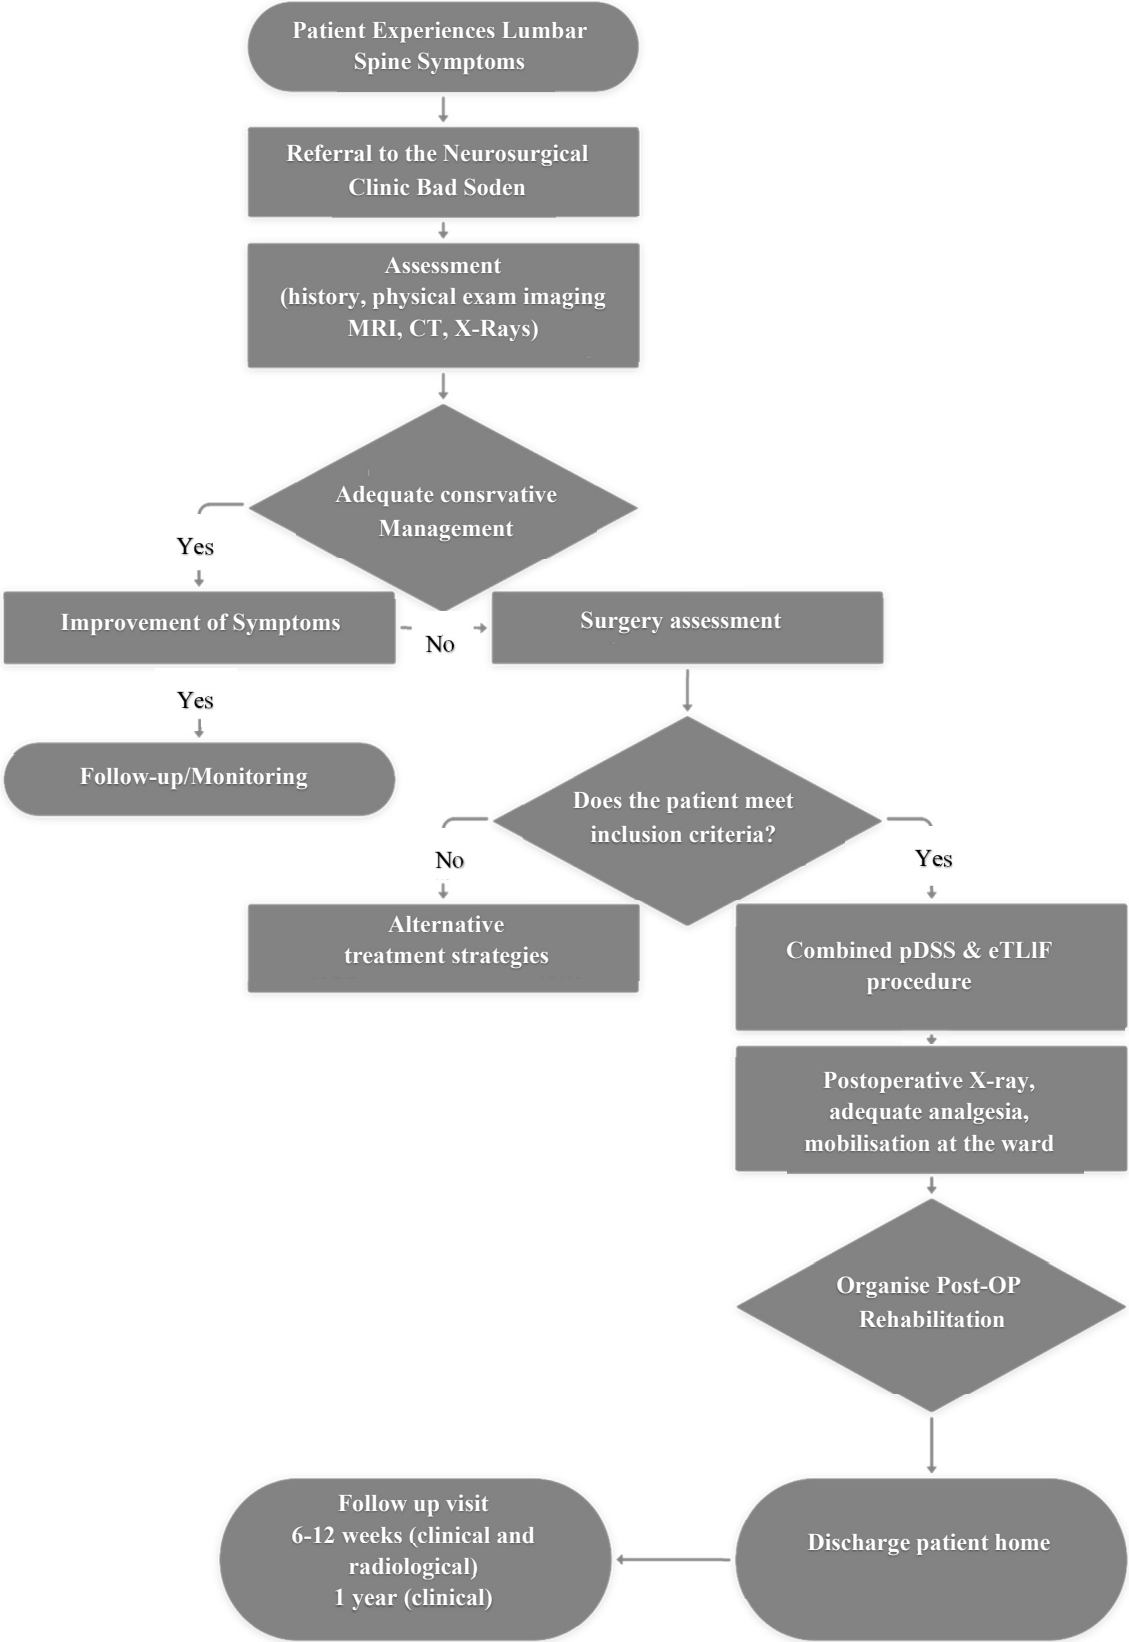 Patient Experiences Lumbar
Spine Symptoms
Referral to the Neurosurgical
Clinic Bad Soden
Assessment
(history, physical exam imaging
MRI, CT, X-Rays)
Adequate consrvative
Management
Yes
Improvement of Symptoms
No
Surgery assessment
Yes
Follow-up/Monitoring
Does the patient meet
inclusion criteria?
No
Yes
Alternative
treatment strategies
Combined pDSS & eTLIF
procedure
Postoperative X-ray,
adequate analgesia,
mobilisation at the ward
Organise Post-OP
Rehabilitation
Discharge patient home
Follow up visit
6-12 weeks (clinical and
radiological)
1 year (clinical)